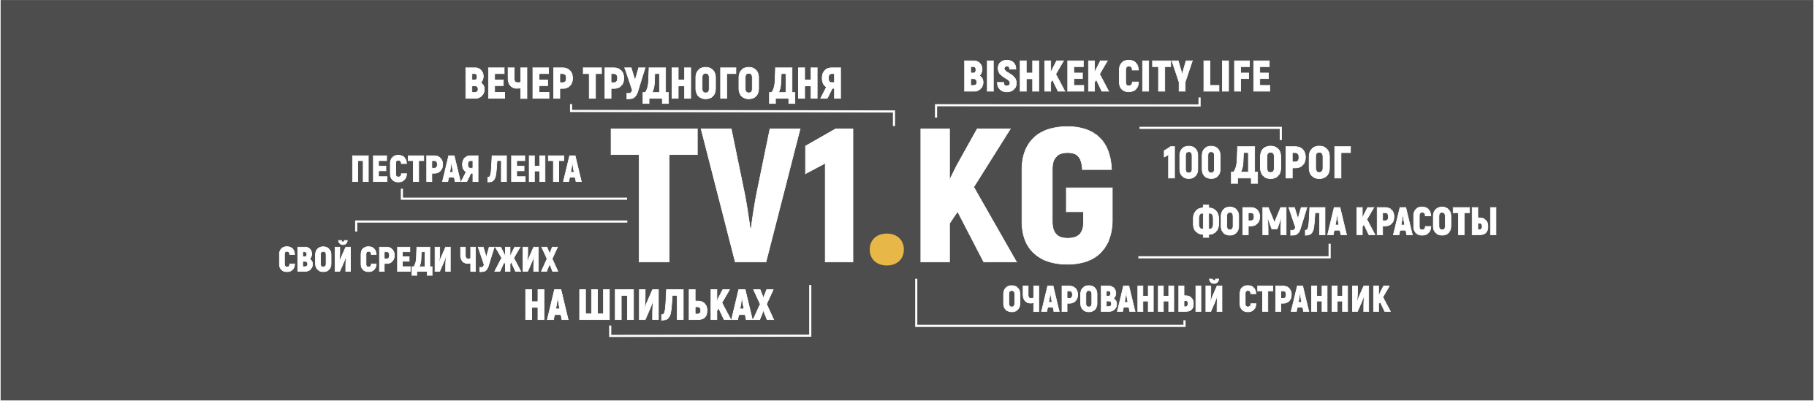 ВЕЧЕР ТРУДНОГО ДНЯ
BISHKEK CITY LIFE
ПЕСТРАЯ ЛЕНТА
TV1.KG
100 ДОРОГ
ФОРМУЛА КРАСОТЫ
СВОЙ СРЕДИ ЧУЖИХ
НА ШПИЛЬКАХ
ОЧАРОВАННЫЙ СТРАННИК